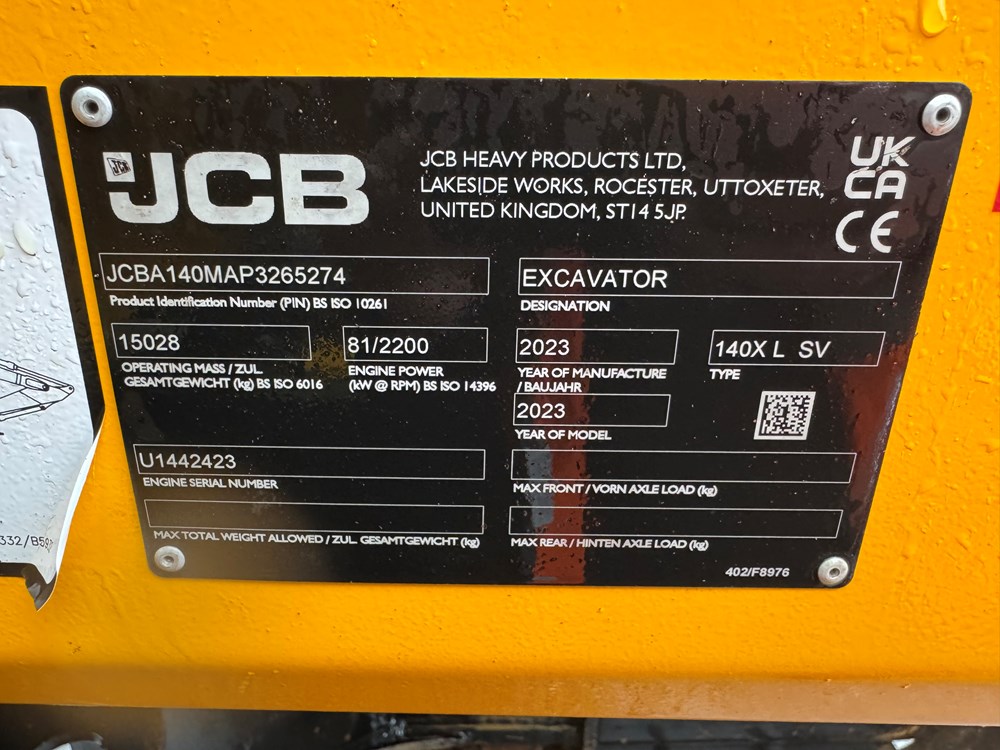 JCB
JCB HEAVY PRODUCTS LTD,
LAKESIDE WORKS, ROCESTER, UTTOXETER,
UNITED KINGDOM, ST14 5JP.
UK
CA
CE
JCBA140MAP3265274
Product Identification Number (PIN) BS ISO 10261
EXCAVATOR
DESIGNATION
15028
OPERATING MASS / ZUL.
GESAMTGEWICHT (kg) BS ISO 6016
81/2200
ENGINE POWER
(kW @ RPM) BS ISO 14396
2023
YEAR OF MANUFACTURE
/ BAUJAHR
140X L SV
TYPE
2023
YEAR OF MODEL
U1442423
ENGINE SERIAL NUMBER
MAX FRONT / VORN AXLE LOAD (kg)
MAX TOTAL WEIGHT ALLOWED / ZUL. GESAMTGEWICHT (kg)
MAX REAR / HINTEN AXLE LOAD (kg)
402/F8976